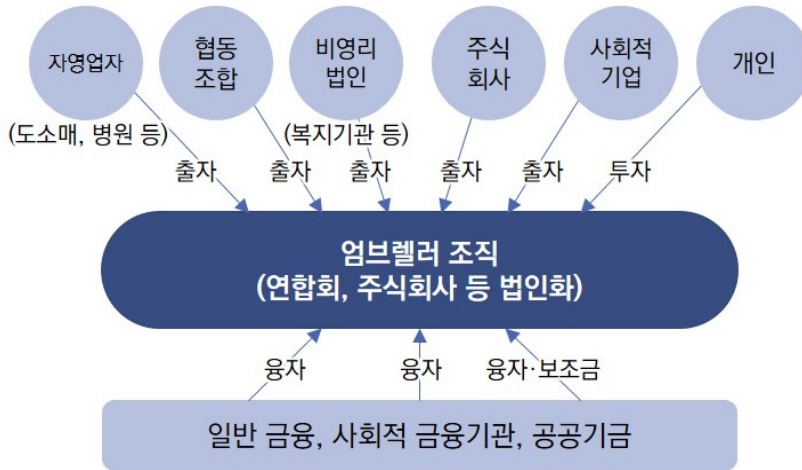 자영업자
협동
조합
비영리
법인
주식
회사
사회적
기업
개인
(도소매, 병원 등)
(복지기관 등)
출자
출자
출자
출자
출자
투자
엄브렐러 조직
(연합회, 주식회사 등 법인화)
융자
융자
융자·보조금
일반 금융, 사회적 금융기관, 공공기금